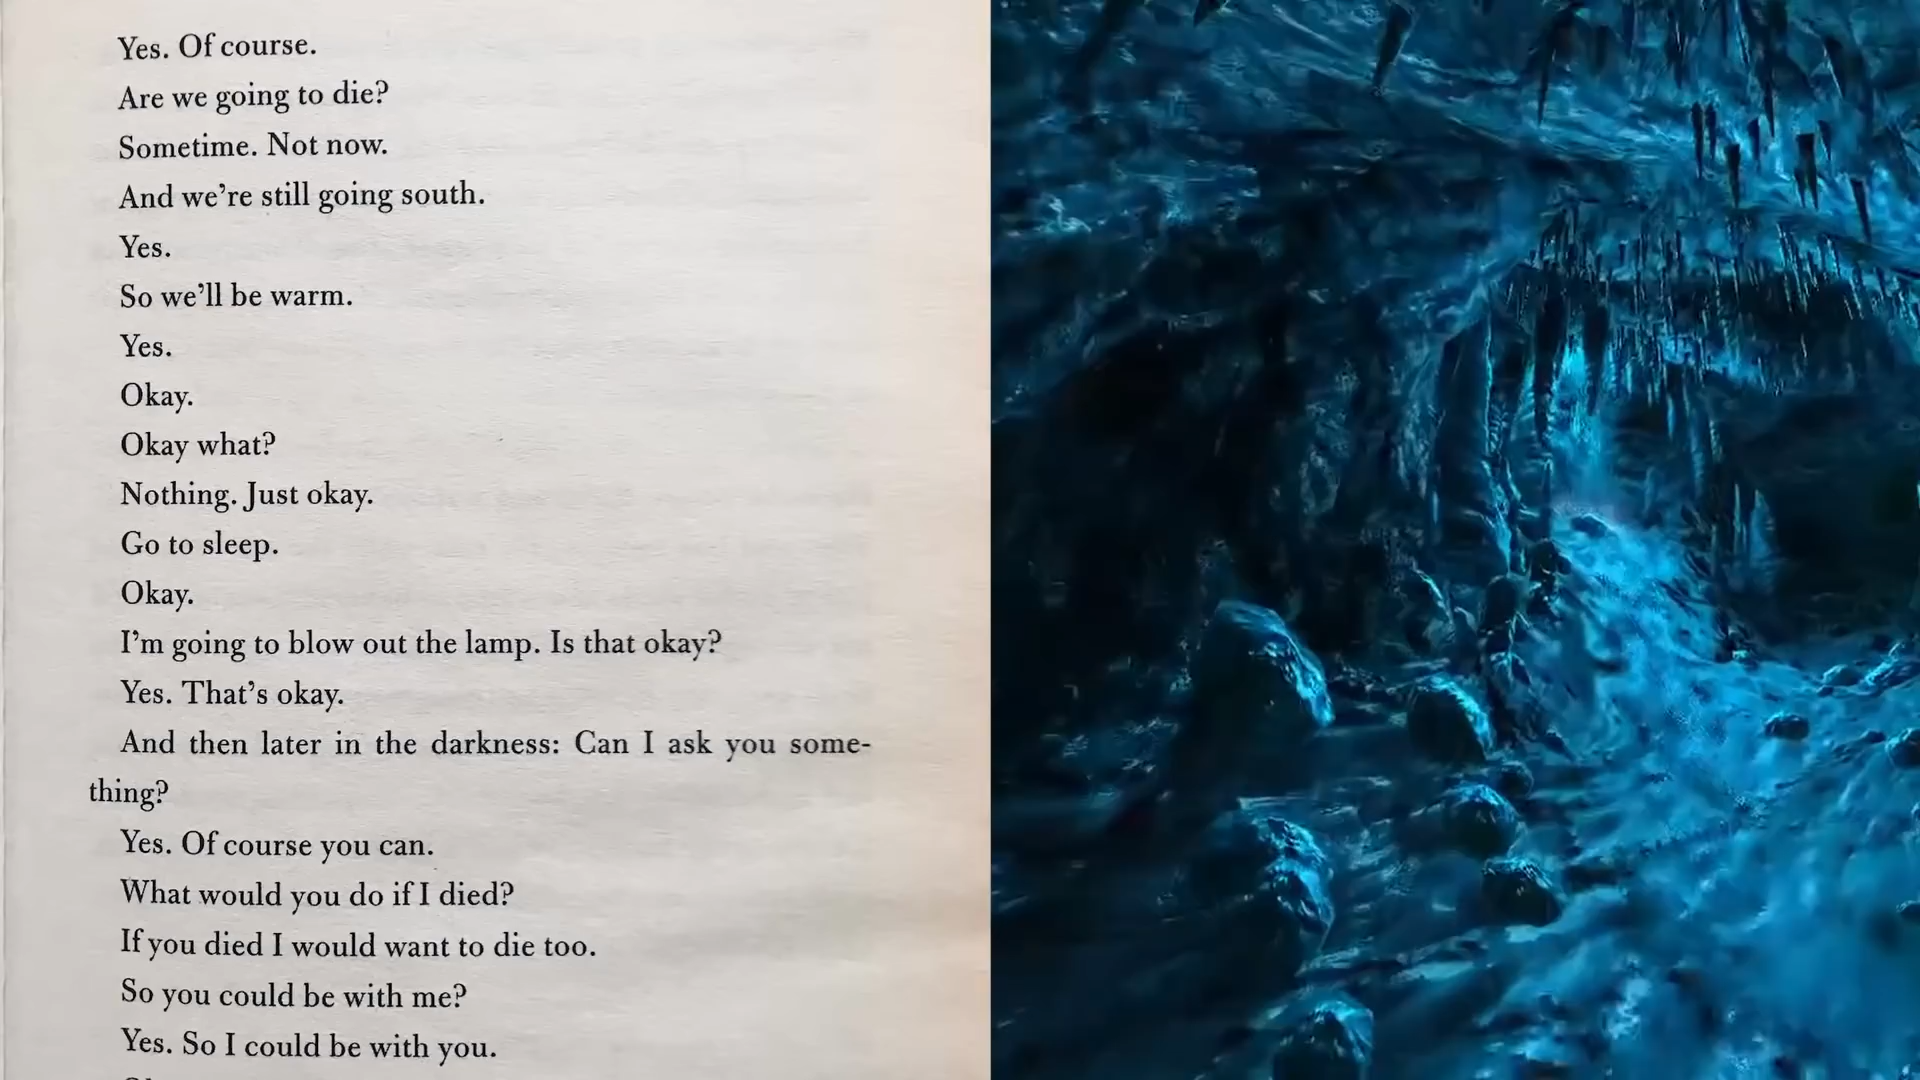 Yes. Of course.
Are we going to die?
Sometime. Not now.
And we’re still going south.
Yes.
So we’ll be warm.
Yes.
Okay.
Okay what?
Nothing. Just okay.
Go to sleep.
Okay.
I’m going to blow out the lamp. Is that okay?
Yes. That’s okay.
And then later in the darkness: Can I ask you some-
thing?
Yes. Of course you can.
What would you do if I died?
If you died I would want to die too.
So you could be with me?
Yes. So I could be with you.